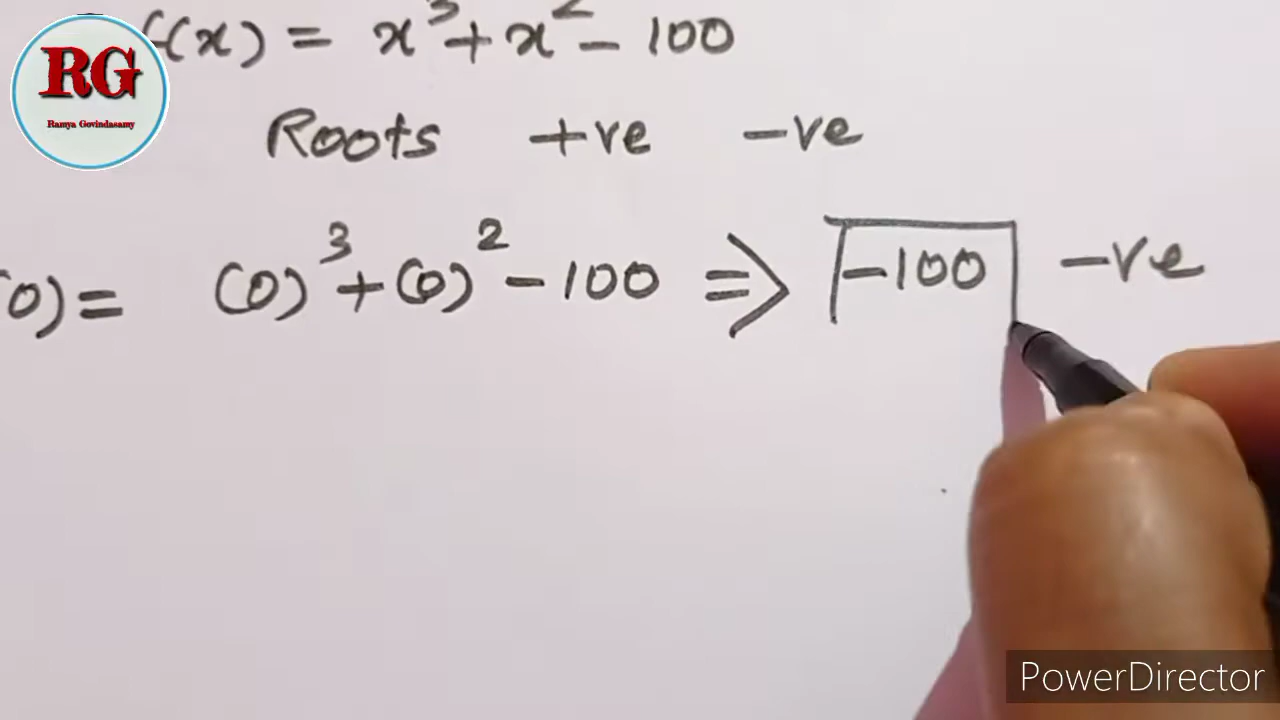 RG
Ramya Govindasamy
f(x) = x³ + x² - 100
Roots +ve -ve
(0) = (0)³ + (0)² - 100 ⇒ -100 -ve
PowerDirector